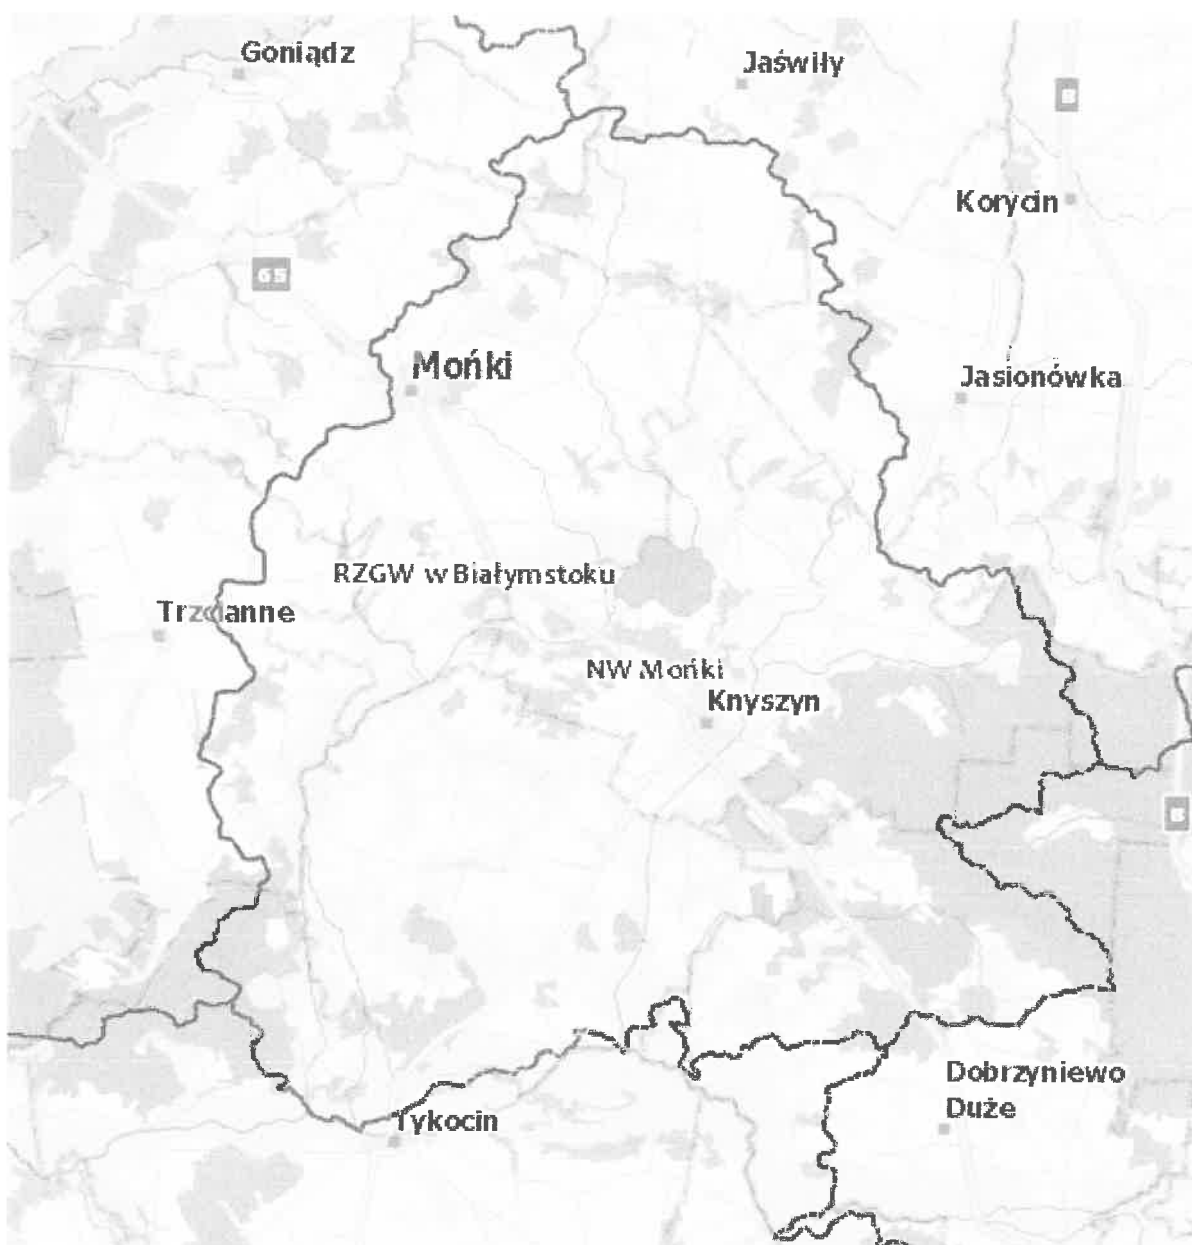 Goniądz
Jaświły
Korycin
65
Mońki
Jasionówka
RZGW w Białymstoku
Trzcianne
NW Mońki
Knyszyn
Dobrzyniewo
Duże
Tykocin